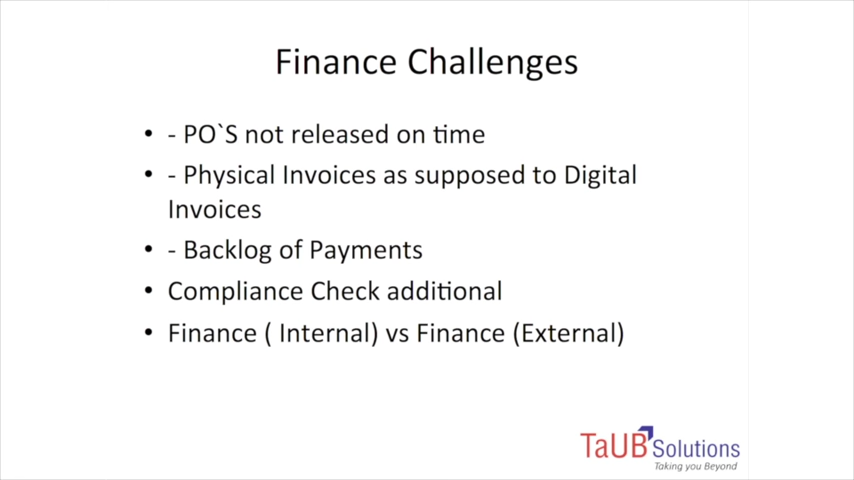 Finance Challenges
• - PO`S not released on time
• - Physical Invoices as supposed to Digital
Invoices
• - Backlog of Payments
• Compliance Check additional
• Finance ( Internal) vs Finance (External)
TaUB Solutions
Taking you Beyond